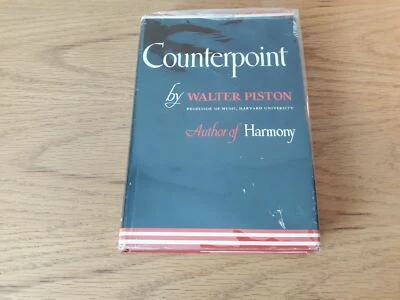 Counterpoint
by WALTER PISTON
PROFESSOR OF MUSIC, HARVARD UNIVERSITY
Author of Harmony